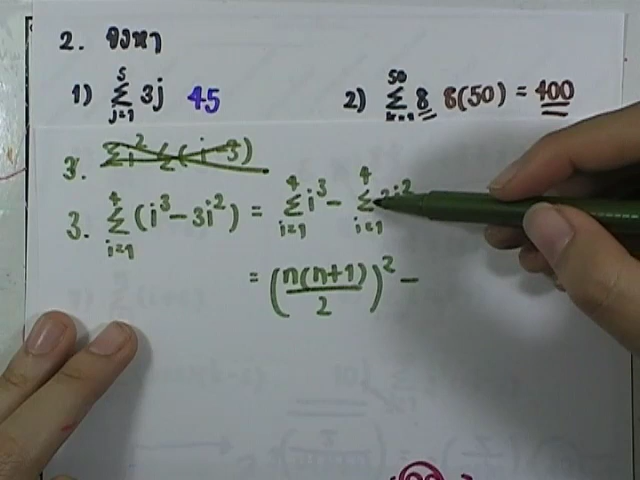 2. จงหา
1) 5 Σ j=1 3j 45
2) 50 Σ k=1 8 8(50) = 400
3.
3. 4 Σ i=1 (i³ − 3i²) = 4 Σ i=1 i³ − 4 Σ i=1 3i²
= (n(n+1)/2)² −